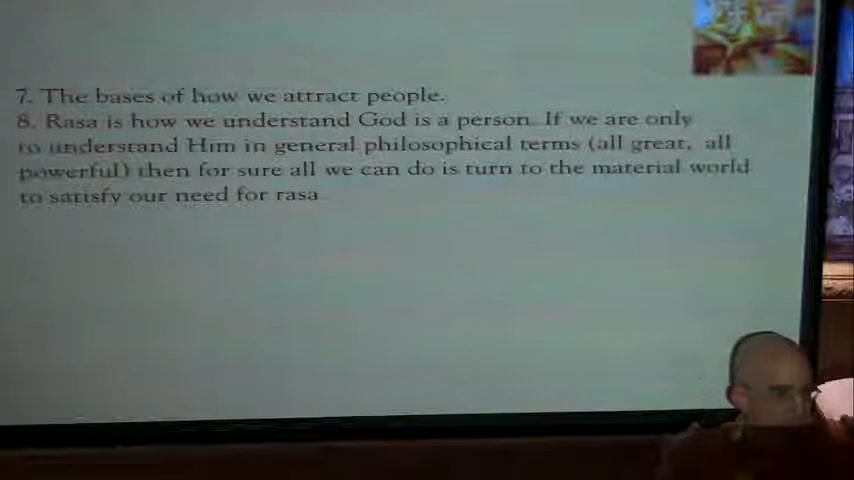 7. The bases of how we attract people.
8. Rasa is how we understand God is a person. If we are only
to understand Him in general philosophical terms (all great, all
powerful) then for sure all we can do is turn to the material world
to satisfy our need for rasa.